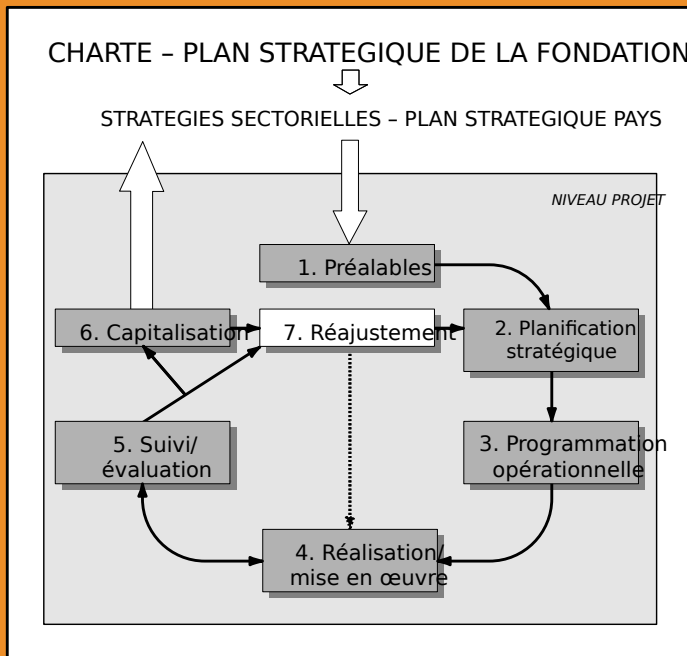 CHARTE – PLAN STRATEGIQUE DE LA FONDATION
STRATEGIES SECTORIELLES – PLAN STRATEGIQUE PAYS
NIVEAU PROJET
1. Préalables
6. Capitalisation
7. Réajustement
2. Planification
stratégique
5. Suivi/
évaluation
3. Programmation
opérationnelle
4. Réalisation/
mise en œuvre